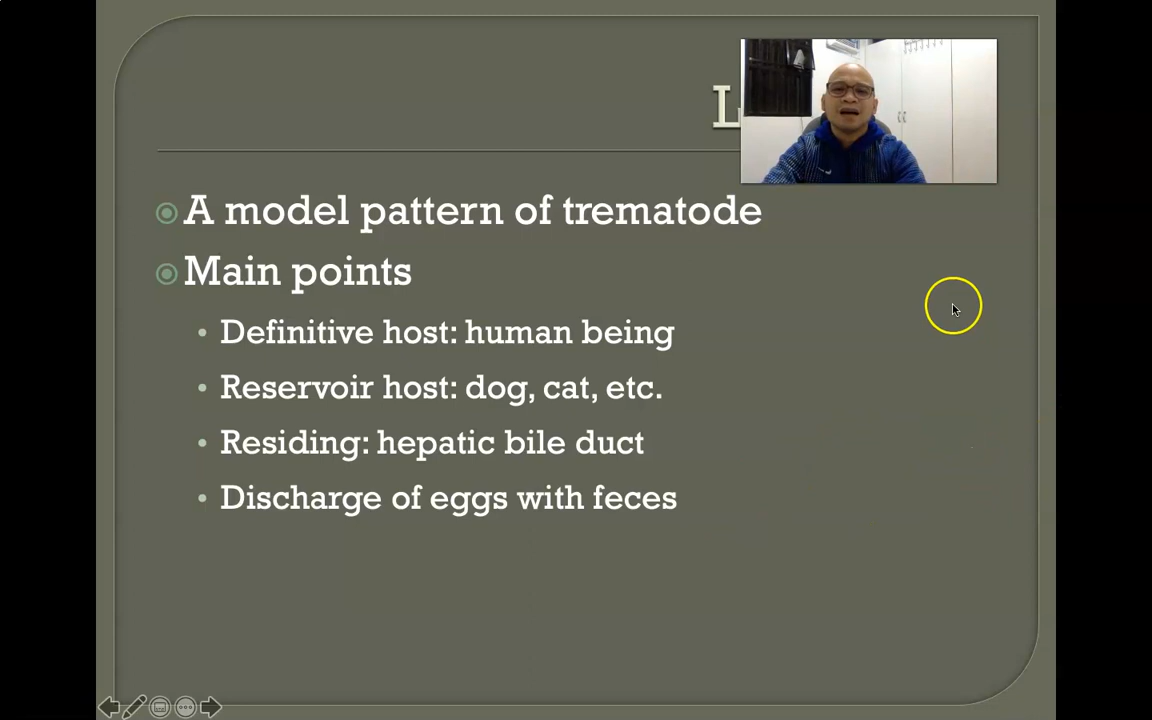 A model pattern of trematode
Main points
Definitive host: human being
Reservoir host: dog, cat, etc.
Residing: hepatic bile duct
Discharge of eggs with feces